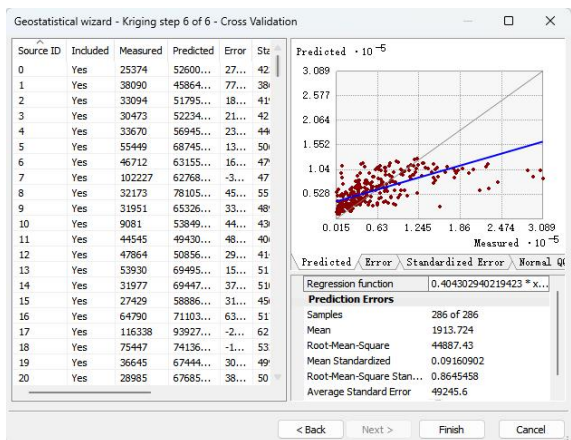 Geostatistical wizard - Kriging step 6 of 6 - Cross Validation
Source ID Included Measured Predicted Error Sta
0 Yes 25374 52600... 27... 42
1 Yes 38090 45864... 77... 38
2 Yes 33094 51795... 18... 41
3 Yes 30473 52234... 21... 42
4 Yes 33670 56945... 23... 44
5 Yes 55449 68745... 13... 50
6 Yes 46712 63155... 16... 47
7 Yes 102227 62768... -3... 47
8 Yes 32173 78105... 45... 55
9 Yes 31951 65326... 33... 48
10 Yes 9081 53849... 44... 43
11 Yes 44545 49430... 48... 40
12 Yes 47864 50856... 29... 41
13 Yes 53930 69495... 15... 51
14 Yes 31977 69447... 37... 51
15 Yes 27429 58886... 31... 45
16 Yes 64790 71103... 63... 51
17 Yes 116338 93927... -2... 62
18 Yes 75447 74136... -1... 53
19 Yes 36645 67444... 30... 49
20 Yes 28985 67685... 38... 50
Predicted ·10⁻⁵
3.089
2.577
2.064
1.552
1.04
0.528
0.015 0.63 1.245 1.86 2.474 3.089
Measured ·10⁻⁵
Predicted Error Standardized Error Normal QQ
Regression function 0.404302940219423 * x...
Prediction Errors
Samples 286 of 286
Mean 1913.724
Root-Mean-Square 44887.43
Mean Standardized 0.09160902
Root-Mean-Square Stan... 0.8645458
Average Standard Error 49245.6
< Back Next > Finish Cancel